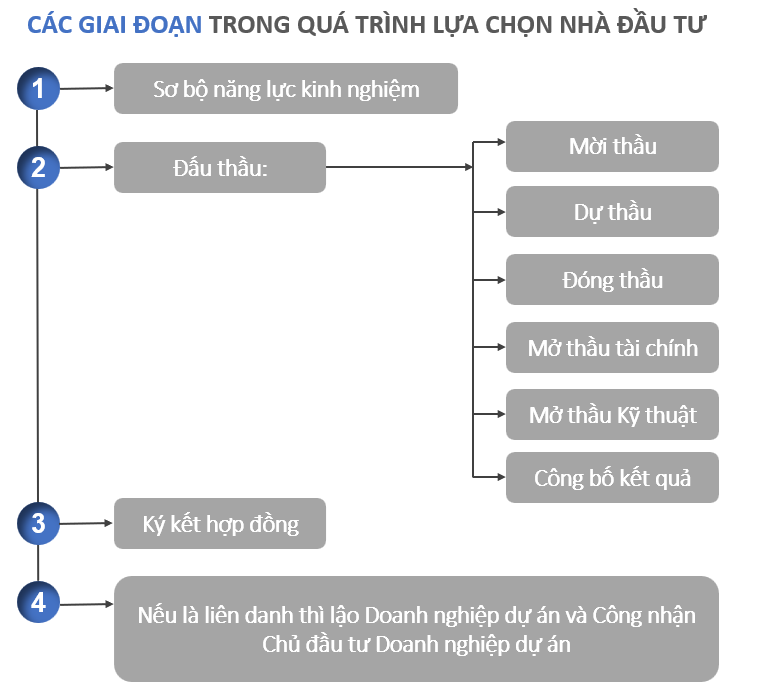 CÁC GIAI ĐOẠN TRONG QUÁ TRÌNH LỰA CHỌN NHÀ ĐẦU TƯ
1
Sơ bộ năng lực kinh nghiệm
2
Đấu thầu:
Mời thầu
Dự thầu
Đóng thầu
Mở thầu tài chính
Mở thầu Kỹ thuật
Công bố kết quả
3
Ký kết hợp đồng
4
Nếu là liên danh thì lậo Doanh nghiệp dự án và Công nhận
Chủ đầu tư Doanh nghiệp dự án